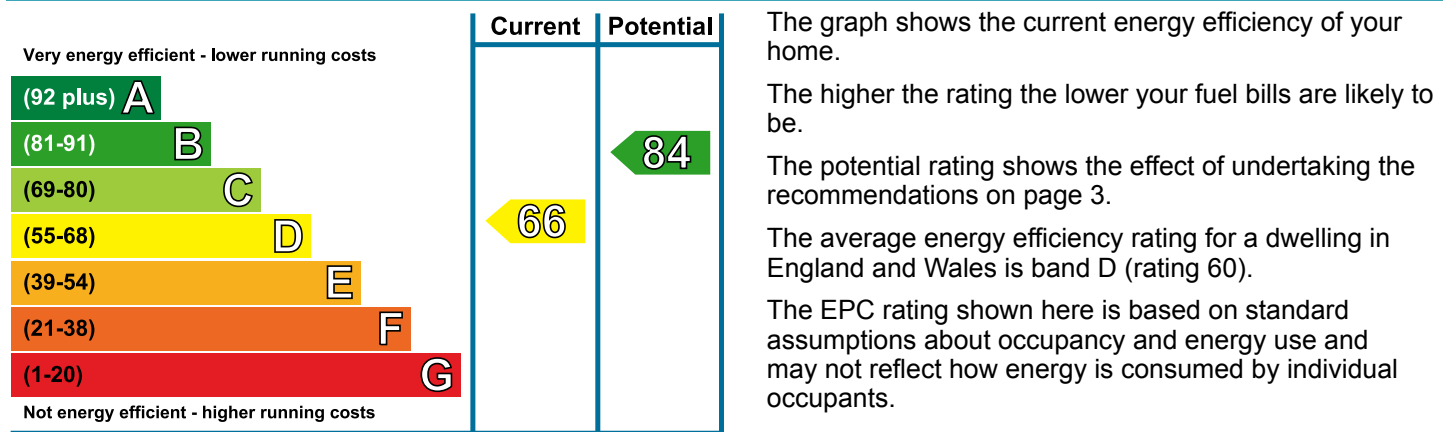 Current Potential
Very energy efficient - lower running costs
(92 plus) A
(81-91) B
84
(69-80) C
(55-68) D
66
(39-54) E
(21-38) F
(1-20) G
Not energy efficient - higher running costs
The graph shows the current energy efficiency of your
home.
The higher the rating the lower your fuel bills are likely to
be.
The potential rating shows the effect of undertaking the
recommendations on page 3.
The average energy efficiency rating for a dwelling in
England and Wales is band D (rating 60).
The EPC rating shown here is based on standard
assumptions about occupancy and energy use and
may not reflect how energy is consumed by individual
occupants.